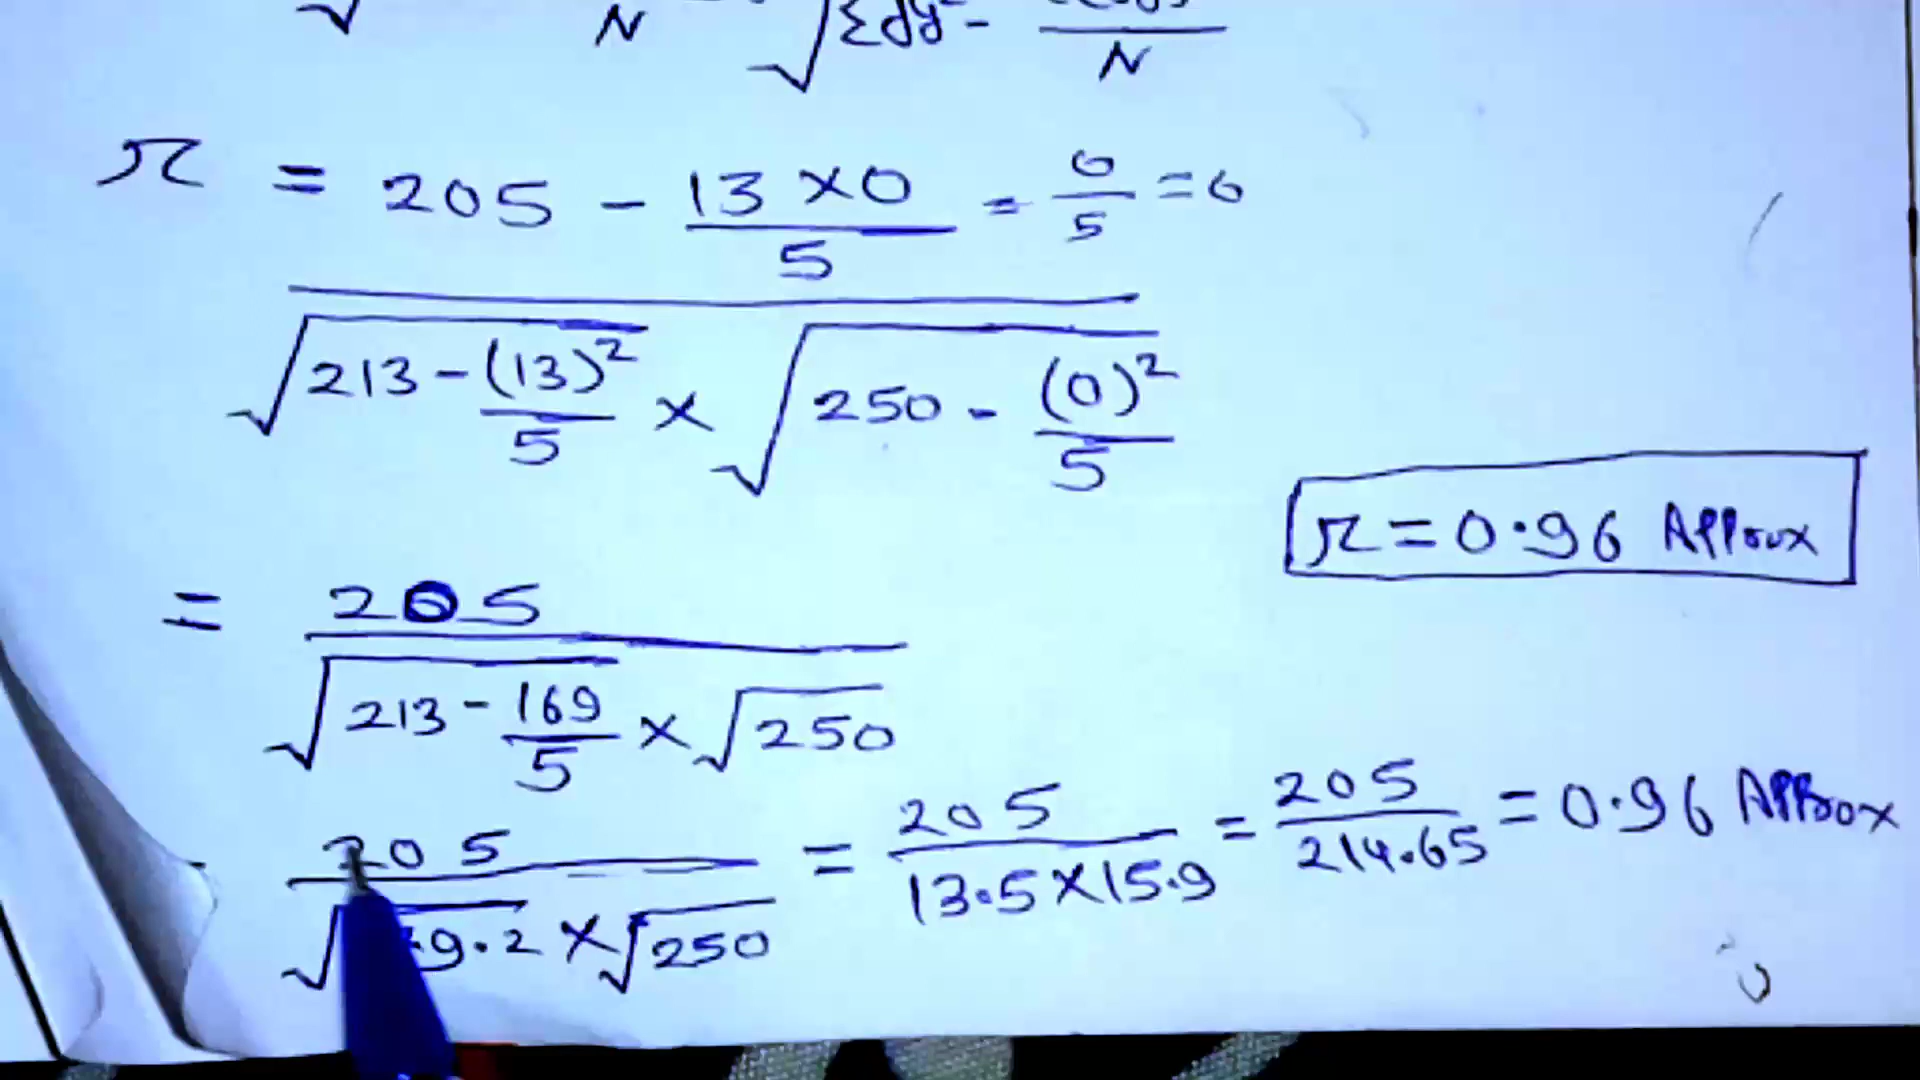 √ N √Σdy² - N
r = 205 - 13 × 0 / 5 = 0/5 = 0
√213 - (13)²/5 × √250 - (0)²/5
r = 0.96 Approx
= 205
√213 - 169/5 × √250
205 = 205 = 205 = 0.96 Approx
9.2 × √250 13.5 × 15.9 214.65